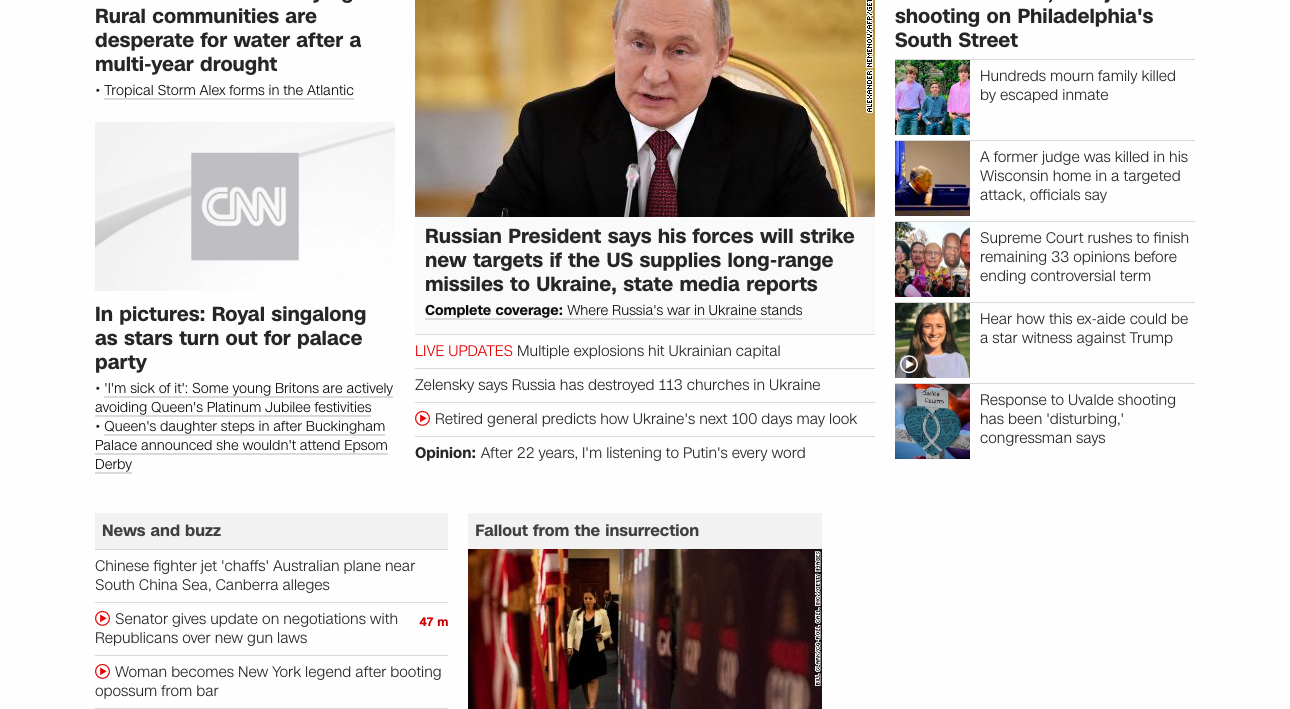 Rural communities are
desperate for water after a
multi-year drought
• Tropical Storm Alex forms in the Atlantic
CNN
In pictures: Royal singalong
as stars turn out for palace
party
• 'I'm sick of it': Some young Britons are actively
avoiding Queen's Platinum Jubilee festivities
• Queen's daughter steps in after Buckingham
Palace announced she wouldn't attend Epsom
Derby
ALEXANDER NEMENOV/AFP/GET
Russian President says his forces will strike
new targets if the US supplies long-range
missiles to Ukraine, state media reports
Complete coverage: Where Russia's war in Ukraine stands
LIVE UPDATES Multiple explosions hit Ukrainian capital
Zelensky says Russia has destroyed 113 churches in Ukraine
Retired general predicts how Ukraine's next 100 days may look
Opinion: After 22 years, I'm listening to Putin's every word
shooting on Philadelphia's
South Street
Hundreds mourn family killed
by escaped inmate
A former judge was killed in his
Wisconsin home in a targeted
attack, officials say
Supreme Court rushes to finish
remaining 33 opinions before
ending controversial term
Hear how this ex-aide could be
a star witness against Trump
Response to Uvalde shooting
has been 'disturbing,'
congressman says
News and buzz
Chinese fighter jet 'chaffs' Australian plane near
South China Sea, Canberra alleges
Senator gives update on negotiations with
Republicans over new gun laws
47 m
Woman becomes New York legend after booting
opossum from bar
Fallout from the insurrection
GOP